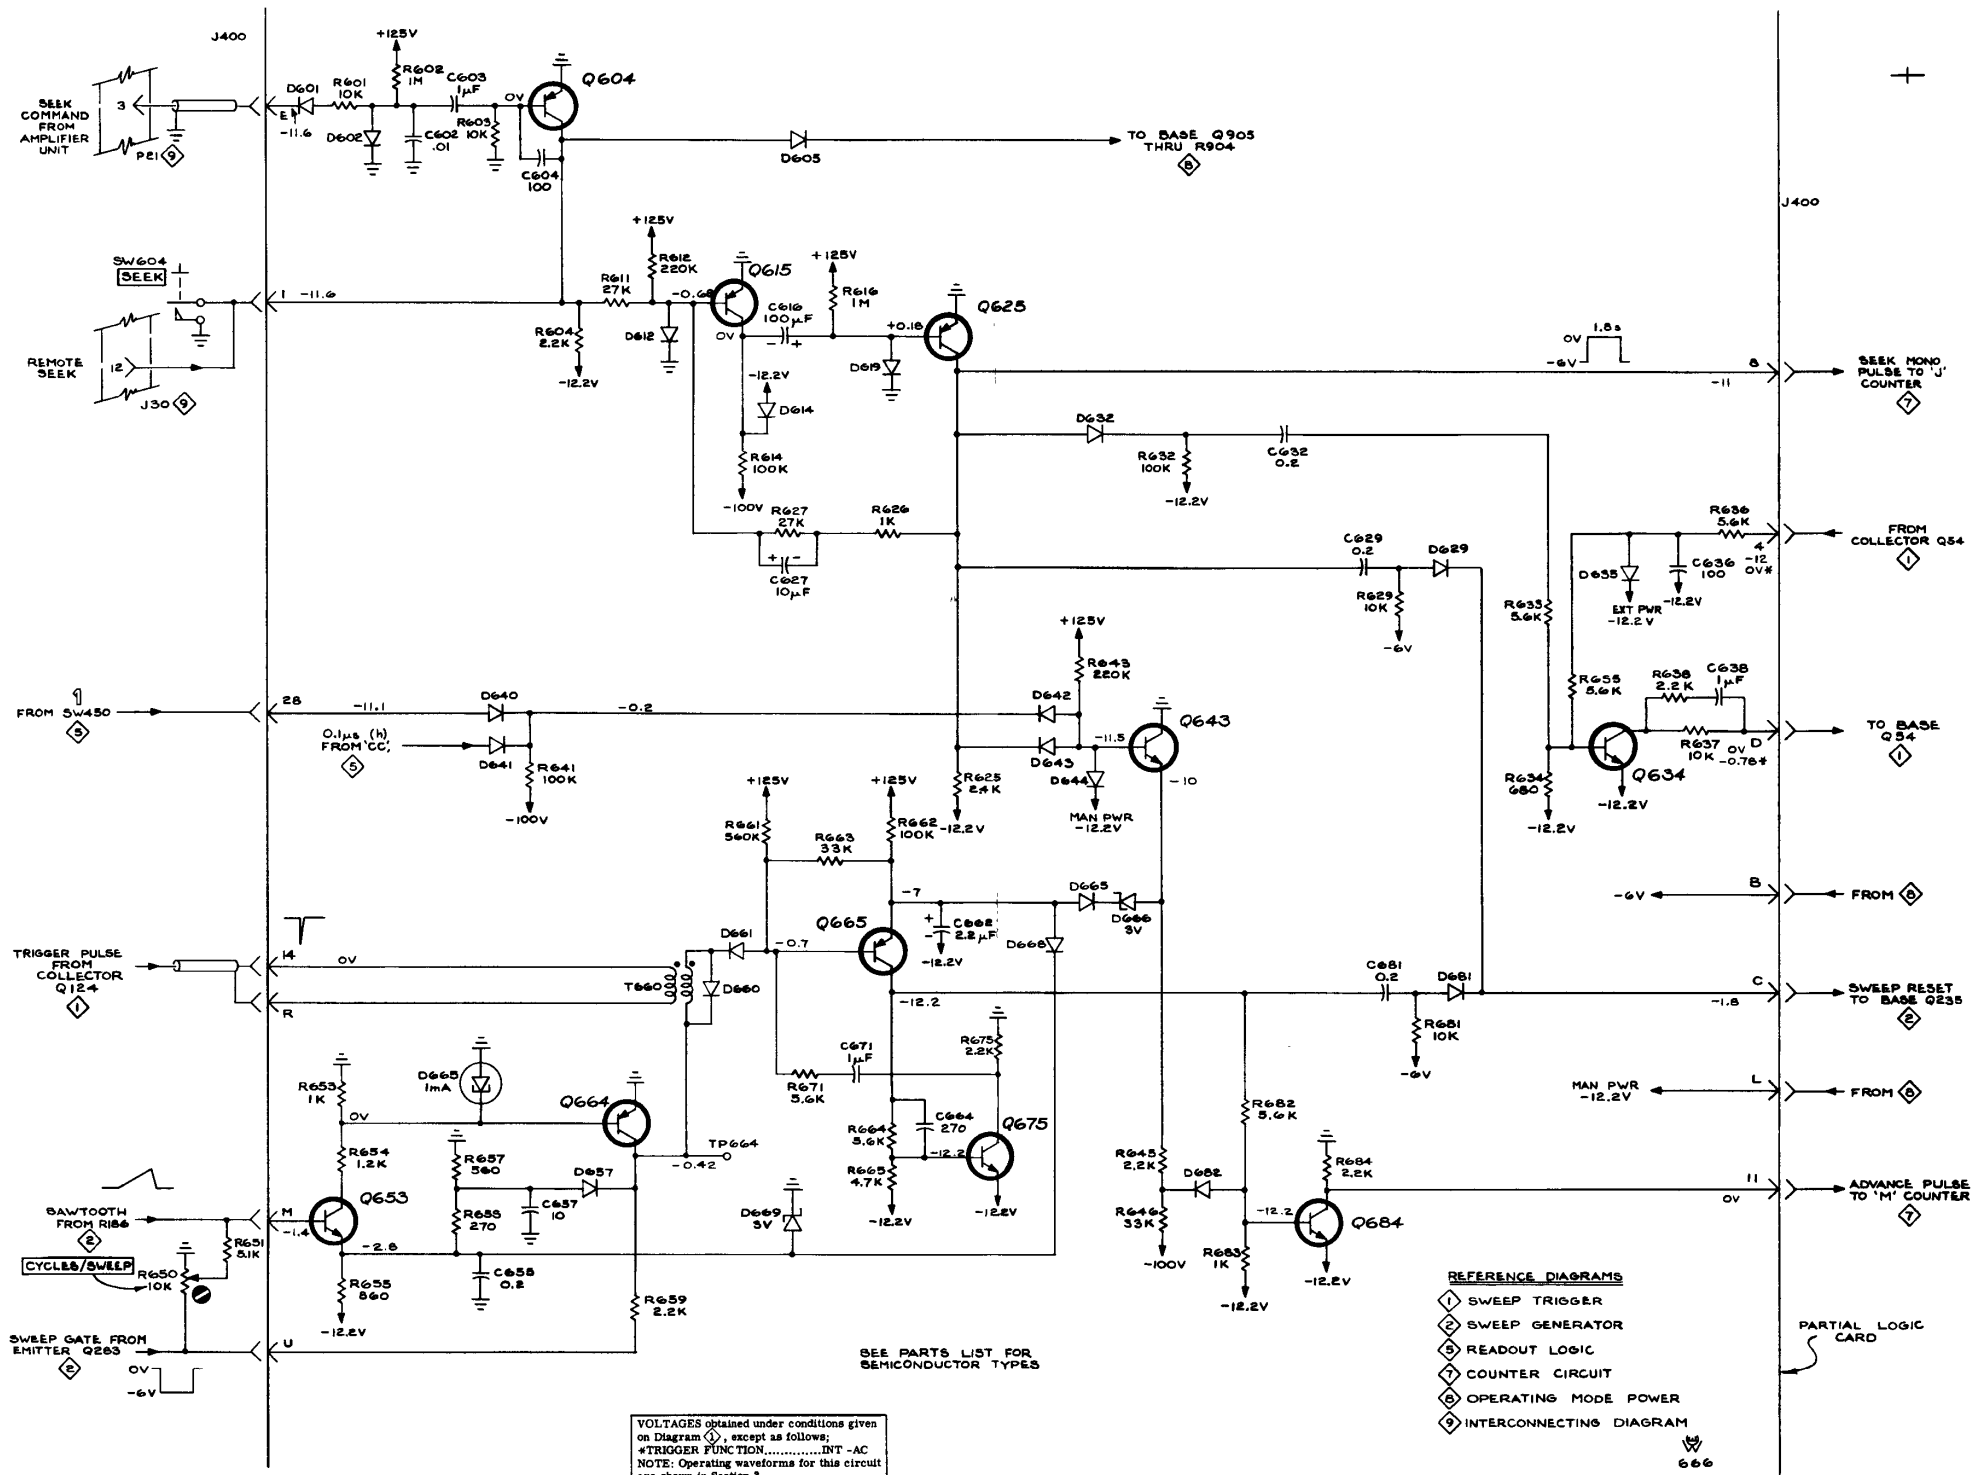 J400
+125V
D601
R601
10K
R602
1M
C603
1µF
Q604
0V
3
SEEK
COMMAND
FROM
AMPLIFIER
UNIT
E
-11.6
D602
C602
.01
R603
10K
P21 9
C604
100
D605
TO BASE Q905
THRU R904
8
J400
+125V
SW604
SEEK
R612
220K
Q615
+125V
R611
27K
R616
1M
Q625
1
-11.6
-0.68
C616
100µF
- +
+0.18
R604
2.2K
D612
0V
D619
-12.2V
REMOTE
SEEK
12
J30 9
-12.2V
D614
R614
100K
-100V
1.8s
0V
-6V
8
-11
SEEK MONO
PULSE TO 'J'
COUNTER
7
D632
R632
100K
C632
0.2
-12.2V
R627
27K
R626
1K
+ -
C627
10µF
C629
0.2
D629
R629
10K
-6V
R636
5.6K
4
-12
0V*
FROM
COLLECTOR Q54
1
D635
C636
100
EXT PWR
-12.2V
-12.2V
R633
5.6K
+125V
R643
220K
R635
5.6K
R638
2.2K
C638
1µF
1
FROM SW450
5
28
-11.1
D640
-0.2
D642
Q643
0.1µs (h)
FROM 'CC',
5
D641
R641
100K
-100V
D643
-11.5
D644
MAN PWR
-12.2V
-10
R625
2.4K
-12.2V
R637
10K
D
0V
-0.78*
TO BASE
Q54
1
R634
680
Q634
-12.2V
-12.2V
+125V
+125V
R661
560K
R663
33K
R662
100K
-7
D665
D666
3V
Q665
+
-
C662
2.2µF
-12.2V
D668
-6V
B
FROM 8
TRIGGER PULSE
FROM
COLLECTOR
Q124
1
14
0V
R
T660
D661
D660
-0.7
-12.2
C681
0.2
D681
R681
10K
-6V
C
-1.8
SWEEP RESET
TO BASE Q235
2
R653
1K
D665
1mA
0V
Q664
R671
5.6K
C671
1µF
R675
2.2K
R682
5.6K
MAN PWR
-12.2V
L
FROM 8
R654
1.2K
R657
560
D657
-0.42
TP664
R664
5.6K
C664
270
-12.2
Q675
R665
4.7K
-12.2V
-12.2V
R645
2.2K
D682
R646
33K
-100V
-12.2
R684
2.2K
Q684
R683
1K
-12.2V
-12.2V
11
0V
ADVANCE PULSE
TO 'M' COUNTER
7
SAWTOOTH
FROM R186
2
M
-1.4
Q653
R658
270
C657
10
D669
3V
R651
5.1K
CYCLES/SWEEP
R650
10K
-2.8
R655
860
-12.2V
C658
0.2
R659
2.2K
SWEEP GATE FROM
EMITTER Q283
2
0V
-6V
U
SEE PARTS LIST FOR
SEMICONDUCTOR TYPES
REFERENCE DIAGRAMS
1 SWEEP TRIGGER
2 SWEEP GENERATOR
5 READOUT LOGIC
7 COUNTER CIRCUIT
8 OPERATING MODE POWER
9 INTERCONNECTING DIAGRAM
PARTIAL LOGIC
CARD
666
VOLTAGES obtained under conditions given
on Diagram 1, except as follows;
*TRIGGER FUNCTION.............INT -AC
NOTE: Operating waveforms for this circuit